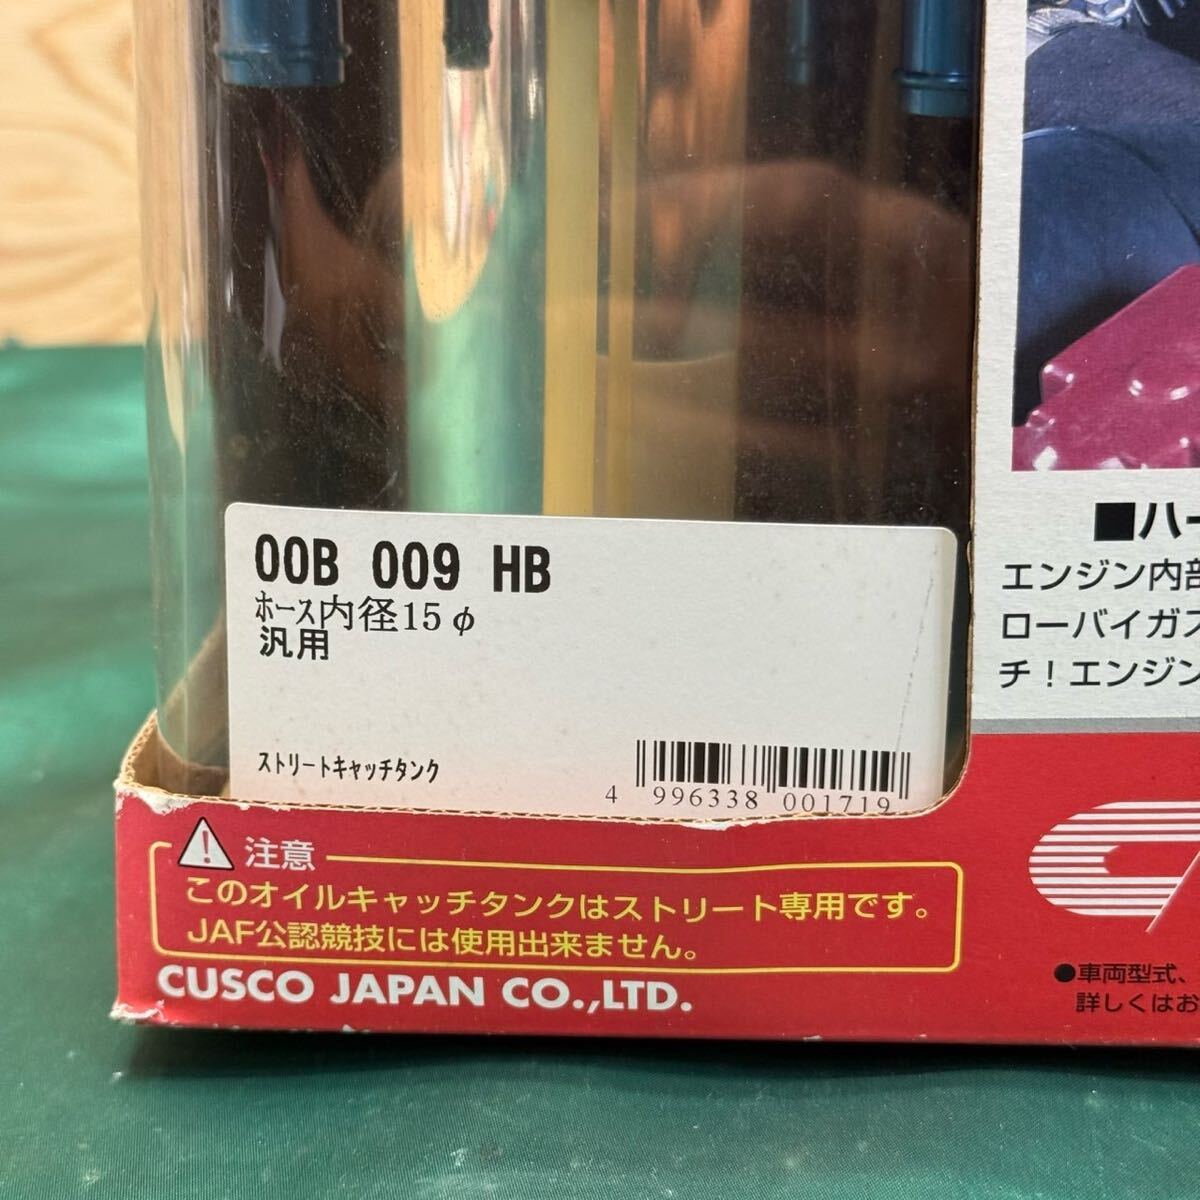 00B 009 HB
ホース内径15φ
汎用
ストリートキャッチタンク
4 996338 001719
注意
このオイルキャッチタンクはストリート専用です。
JAF公認競技には使用出来ません。
CUSCO JAPAN CO.,LTD.
■ハー
エンジン内部
ローバイガス
チ！エンジン
●車両型式、
詳しくはお